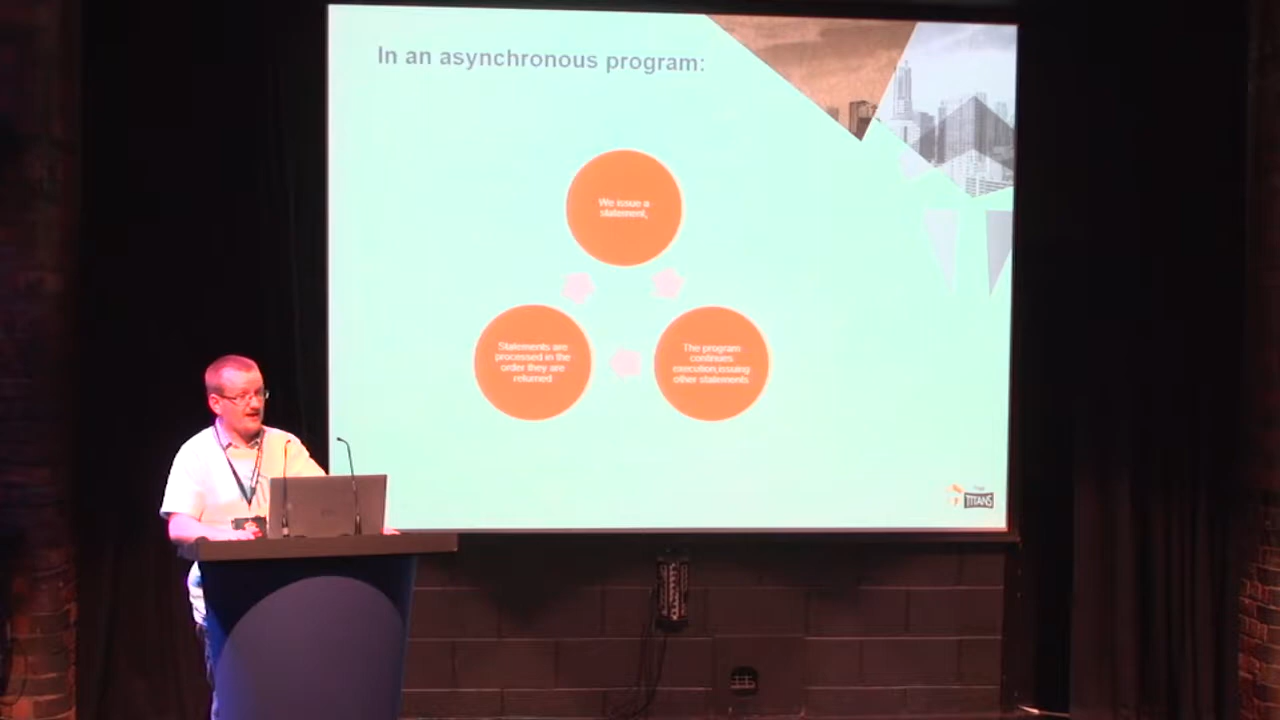 In an asynchronous program:
We issue a
statement,
Statements are
processed in the
order they are
returned
The program
continues
execution,issuing
other statements
TITANS